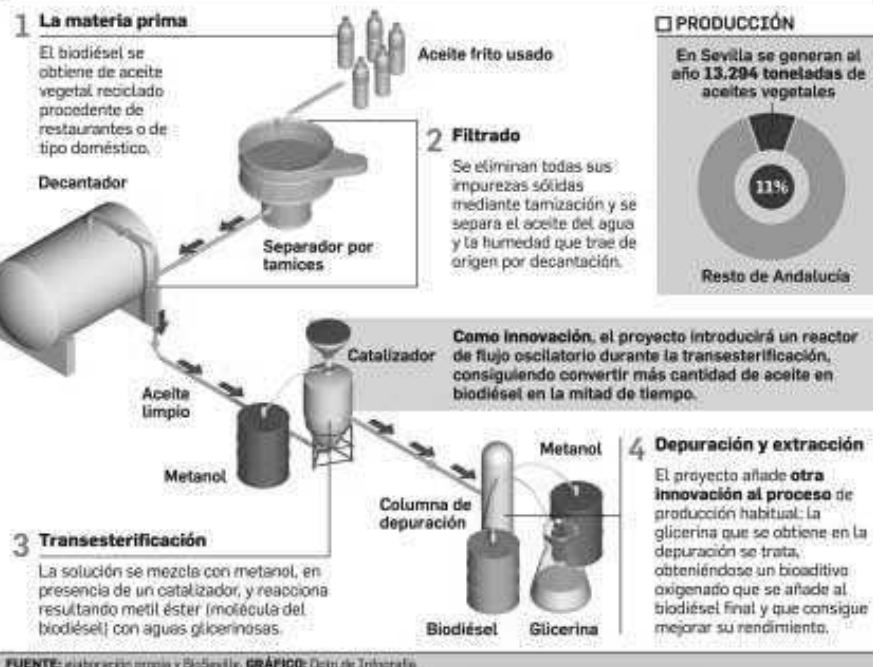 1 La materia prima
El biodiésel se
obtiene de aceite
vegetal reciclado
procedente de
restaurantes o de
tipo doméstico.
Aceite frito usado
Decantador
Separador por
tamices
2 Filtrado
Se eliminan todas sus
impurezas sólidas
mediante tamización y se
separa el aceite del agua
y la humedad que trae de
origen por decantación.
PRODUCCIÓN
En Sevilla se generan al
año 13.294 toneladas de
aceites vegetales
11%
Resto de Andalucía
Como innovación, el proyecto introducirá un reactor
de flujo oscilatorio durante la transesterificación,
consiguiendo convertir más cantidad de aceite en
biodiésel en la mitad de tiempo.
Catalizador
Aceite
limpio
Metanol
3 Transesterificación
La solución se mezcla con metanol, en
presencia de un catalizador, y reacciona
resultando metil éster (molécula del
biodiésel) con aguas glicerinosas.
Columna de
depuración
Metanol
Biodiésel
Glicerina
4 Depuración y extracción
El proyecto añade otra
innovación al proceso de
producción habitual: la
glicerina que se obtiene en la
depuración se trata,
obteniéndose un bioaditivo
oxigenado que se añade al
biodiésel final y que consigue
mejorar su rendimiento.
FUENTE: elaboración propia y BioSeville. GRÁFICO: Dpto de Infografía.